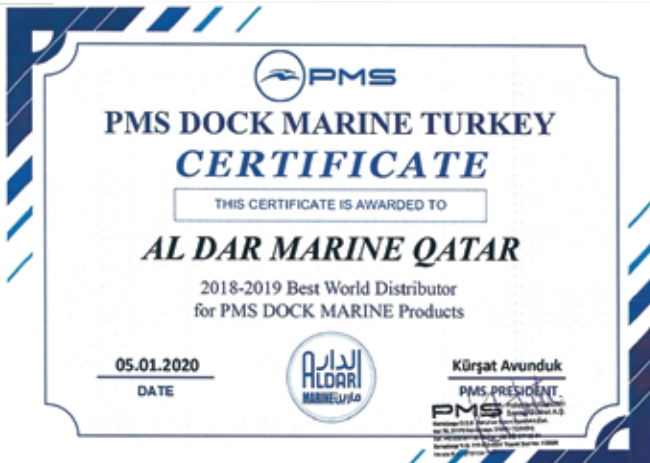 PMS
PMS DOCK MARINE TURKEY
CERTIFICATE
THIS CERTIFICATE IS AWARDED TO
AL DAR MARINE QATAR
2018-2019 Best World Distributor
for PMS DOCK MARINE Products
05.01.2020
DATE
الدار
ALDAR
MARINE مارين
Kürşat Avunduk
PMS PRESIDENT
PMS